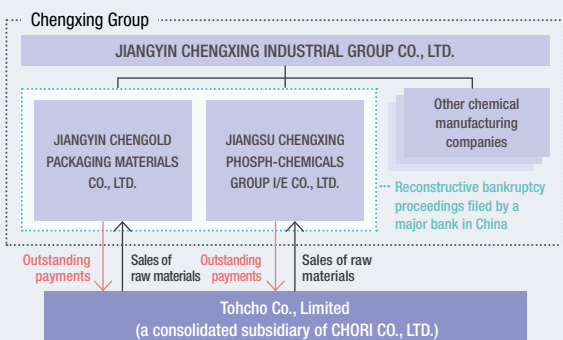 Chengxing Group
JIANGYIN CHENGXING INDUSTRIAL GROUP CO., LTD.
JIANGYIN CHENGOLD
PACKAGING MATERIALS
CO., LTD.
JIANGSU CHENGXING
PHOSPH-CHEMICALS
GROUP I/E CO., LTD.
Other chemical
manufacturing
companies
Reconstructive bankruptcy
proceedings filed by a
major bank in China
Outstanding
payments
Sales of
raw materials
Outstanding
payments
Sales of raw
materials
Tohcho Co., Limited
(a consolidated subsidiary of CHORI CO., LTD.)